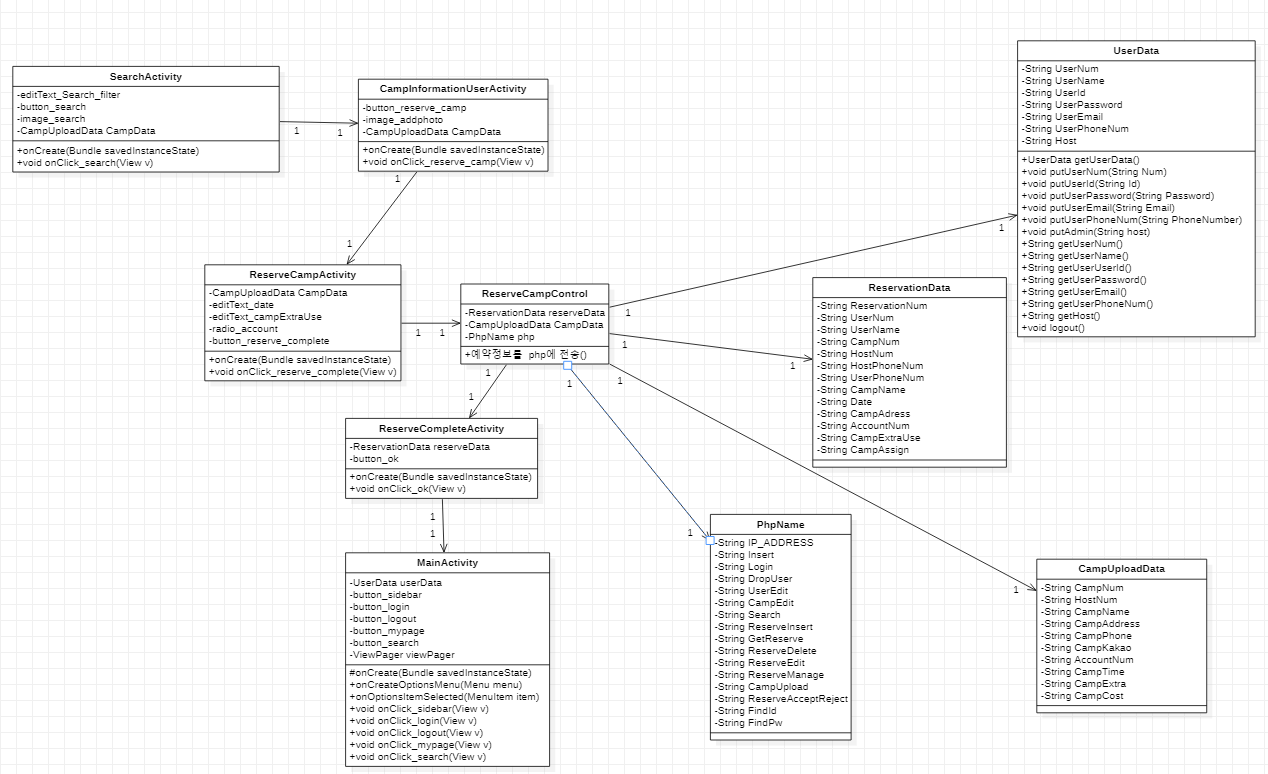 SearchActivity
-editText_Search_filter
-button_search
-image_search
-CampUploadData CampData
+onCreate(Bundle savedInstanceState)
+void onClick_search(View v)
1
1
CampInformationUserActivity
-button_reserve_camp
-image_addphoto
-CampUploadData CampData
+onCreate(Bundle savedInstanceState)
+void onClick_reserve_camp(View v)
1
1
ReserveCampActivity
-CampUploadData CampData
-editText_date
-editText_campExtraUse
-radio_account
-button_reserve_complete
+onCreate(Bundle savedInstanceState)
+void onClick_reserve_complete(View v)
1
1
ReserveCampControl
-ReservationData reserveData
-CampUploadData CampData
-PhpName php
+예약정보를 php에 전송()
1
1
1
1
1
1
1
1
1
1
ReserveCompleteActivity
-ReservationData reserveData
-button_ok
+onCreate(Bundle savedInstanceState)
+void onClick_ok(View v)
1
1
MainActivity
-UserData userData
-button_sidebar
-button_login
-button_logout
-button_mypage
-button_search
-ViewPager viewPager
#onCreate(Bundle savedInstanceState)
+onCreateOptionsMenu(Menu menu)
+onOptionsItemSelected(MenuItem item)
+void onClick_sidebar(View v)
+void onClick_login(View v)
+void onClick_logout(View v)
+void onClick_mypage(View v)
+void onClick_search(View v)
UserData
-String UserNum
-String UserName
-String UserId
-String UserPassword
-String UserEmail
-String UserPhoneNum
-String Host
+UserData getUserData()
+void putUserNum(String Num)
+void putUserId(String Id)
+void putUserPassword(String Password)
+void putUserEmail(String Email)
+void putUserPhoneNum(String PhoneNumber)
+void putAdmin(String host)
+String getUserNum()
+String getUserName()
+String getUserUserId()
+String getUserPassword()
+String getUserEmail()
+String getUserPhoneNum()
+String getHost()
+void logout()
ReservationData
-String ReservationNum
-String UserNum
-String UserName
-String CampNum
-String HostNum
-String HostPhoneNum
-String UserPhoneNum
-String CampName
-String Date
-String CampAdress
-String AccountNum
-String CampExtraUse
-String CampAssign
PhpName
-String IP_ADDRESS
-String Insert
-String Login
-String DropUser
-String UserEdit
-String CampEdit
-String Search
-String ReserveInsert
-String GetReserve
-String ReserveDelete
-String ReserveEdit
-String ReserveManage
-String CampUpload
-String ReserveAcceptReject
-String FindId
-String FindPw
CampUploadData
-String CampNum
-String HostNum
-String CampName
-String CampAddress
-String CampPhone
-String CampKakao
-String AccountNum
-String CampTime
-String CampExtra
-String CampCost